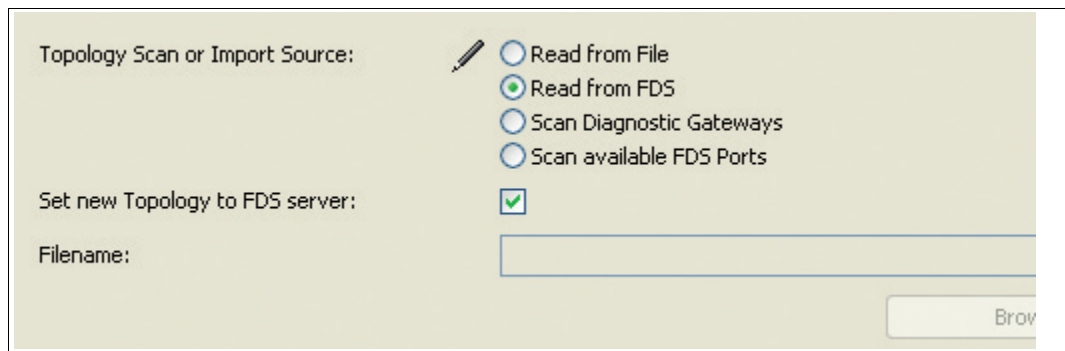 Topology Scan or Import Source:
Read from File
Read from FDS
Scan Diagnostic Gateways
Scan available FDS Ports
Set new Topology to FDS server:
Filename:
Brow